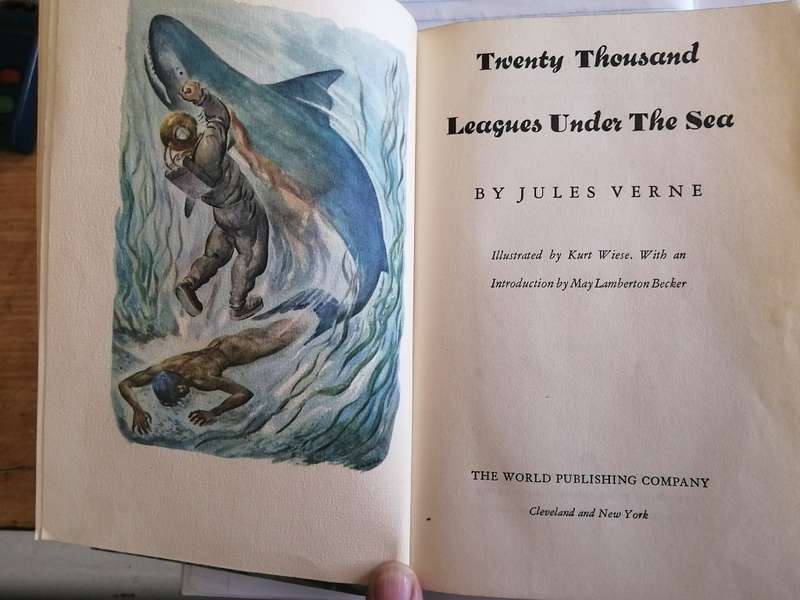 Twenty Thousand
Leagues Under The Sea
BY JULES VERNE
Illustrated by Kurt Wiese. With an
Introduction by May Lamberton Becker
THE WORLD PUBLISHING COMPANY
Cleveland and New York